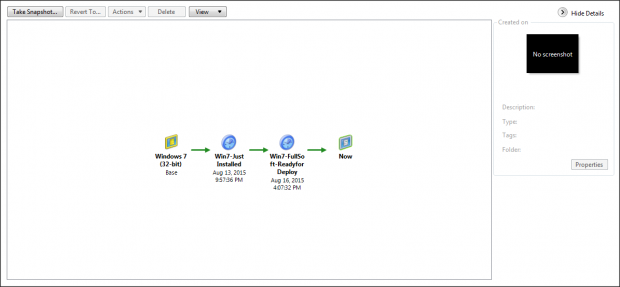 Take Snapshot... Revert To... Actions Delete View Hide Details
Created on
No screenshot
Description:
Type:
Tags:
Folder:
Properties
Windows 7
(32-bit)
Base
Win7-Just
Installed
Aug 13, 2015
9:57:36 PM
Win7-FullSo
ft-Readyfor
Deploy
Aug 16, 2015
4:07:32 PM
Now